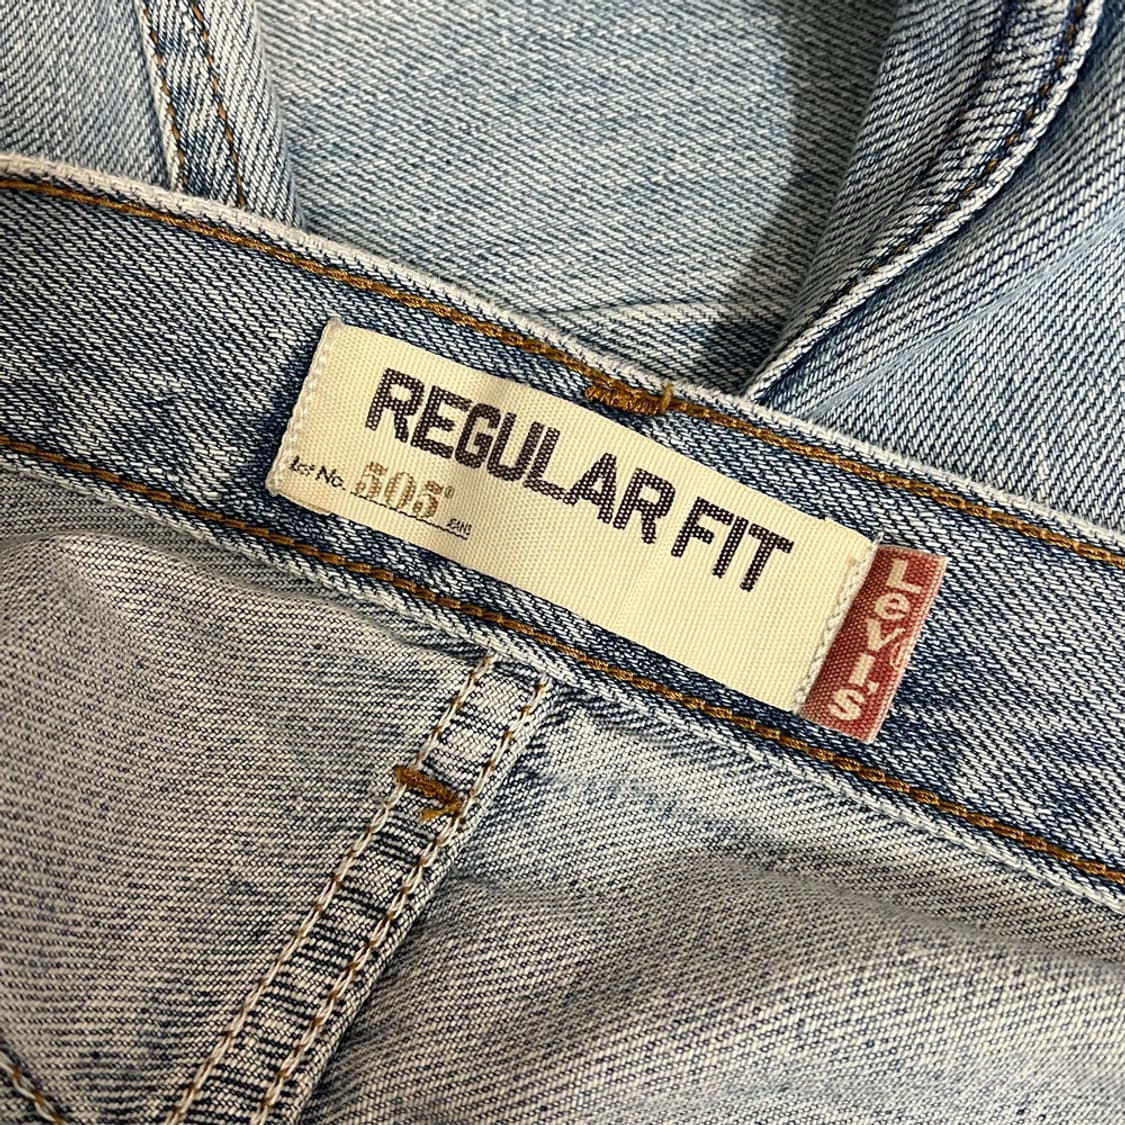 REGULAR FIT
Lot No. 505® JEANS
Levi's®